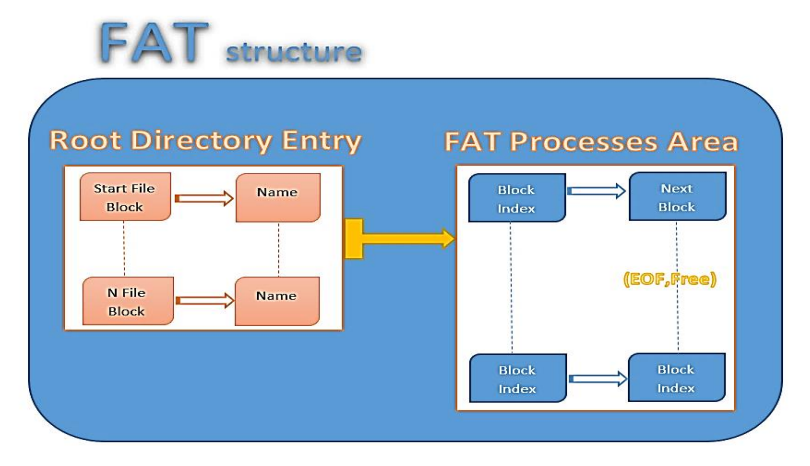 FAT structure
Root Directory Entry
Start File
Block
Name
N File
Block
Name
FAT Processes Area
Block
Index
Next
Block
(EOF,Free)
Block
Index
Block
Index